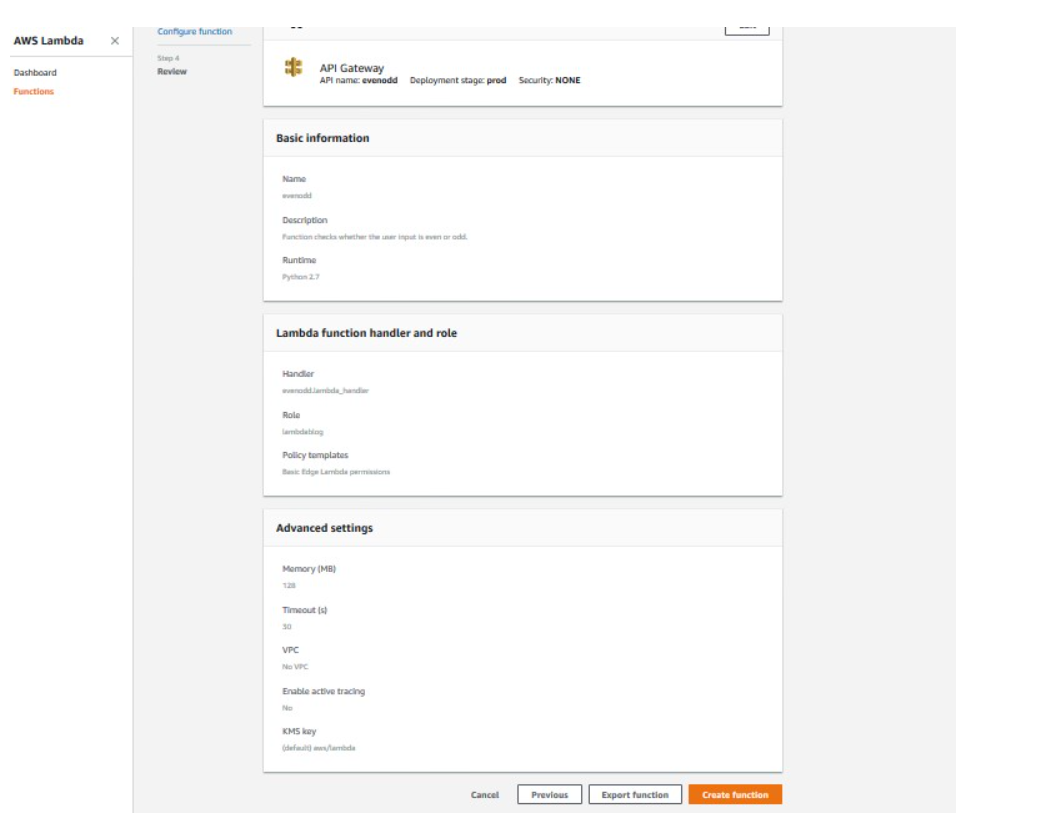 Configure function
AWS Lambda
Step 4
Dashboard
Review
Functions
API Gateway
API name: evenodd Deployment stage: prod Security: NONE
Basic information
Name
evenodd
Description
Function checks whether the user input is even or odd.
Runtime
Python 2.7
Lambda function handler and role
Handler
evenodd.lambda_handler
Role
lambdablog
Policy templates
Basic Edge Lambda permissions
Advanced settings
Memory (MB)
128
Timeout (s)
30
VPC
No VPC
Enable active tracing
No
KMS key
(default) aws/lambda
Cancel Previous Export function Create function